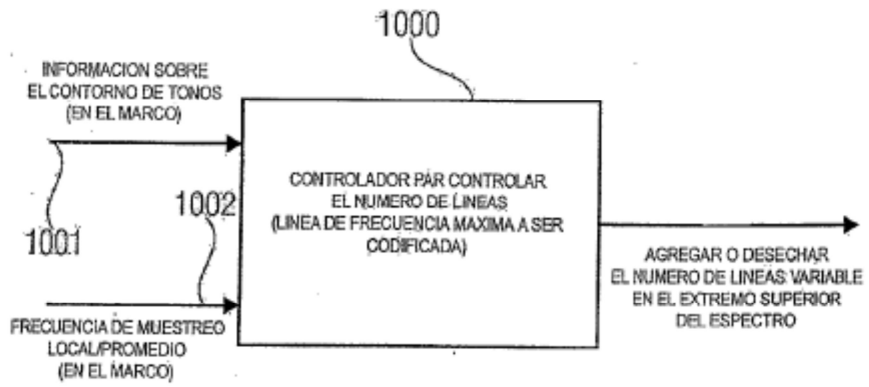 1000
INFORMACION SOBRE
EL CONTORNO DE TONOS
(EN EL MARCO)
1001
1002
CONTROLADOR PAR CONTROLAR
EL NUMERO DE LINEAS
(LINEA DE FRECUENCIA MAXIMA A SER
CODIFICADA)
FRECUENCIA DE MUESTREO
LOCAL/PROMEDIO
(EN EL MARCO)
AGREGAR O DESECHAR
EL NUMERO DE LINEAS VARIABLE
EN EL EXTREMO SUPERIOR
DEL ESPECTRO